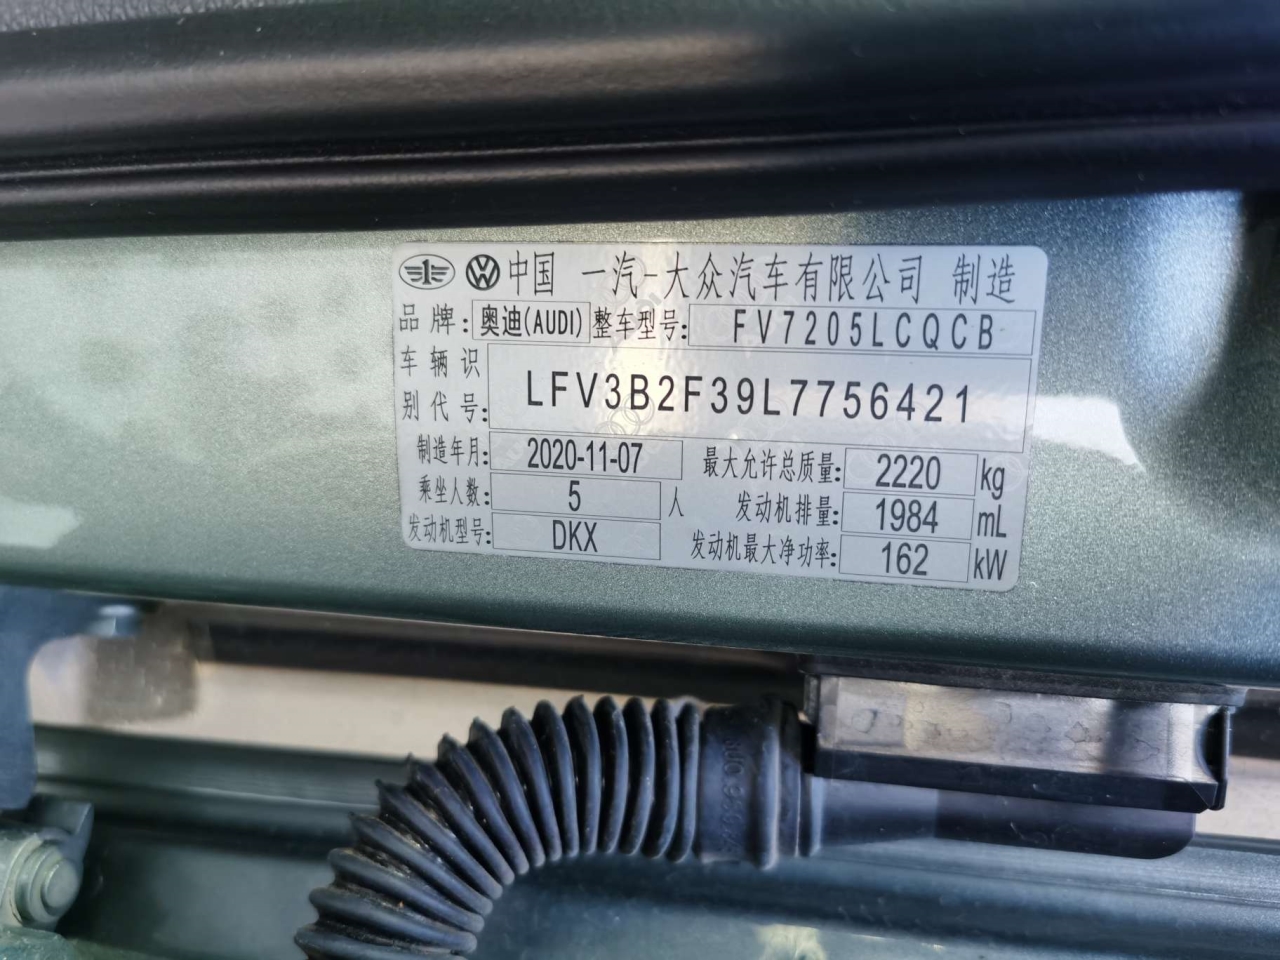 中国 一汽-大众汽车有限公司 制造
品牌: 奥迪(AUDI) 整车型号: FV7205LCQCB
车辆识别代号: LFV3B2F39L7756421
制造年月: 2020-11-07 最大允许总质量: 2220 kg
乘坐人数: 5 人 发动机排量: 1984 mL
发动机型号: DKX 发动机最大净功率: 162 kW